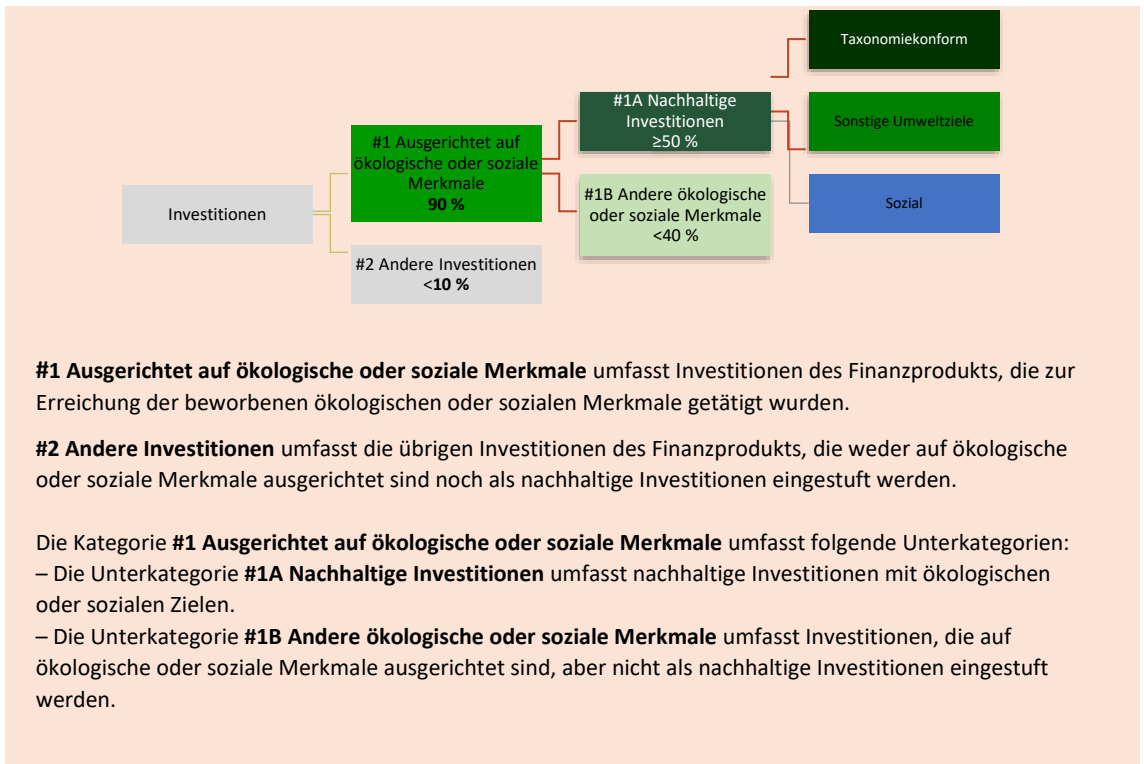 Taxonomiekonform
#1A Nachhaltige
Investitionen
≥50 %
Sonstige Umweltziele
#1 Ausgerichtet auf
ökologische oder soziale
Merkmale
90 %
#1B Andere ökologische
oder soziale Merkmale
<40 %
Sozial
Investitionen
#2 Andere Investitionen
<10 %
#1 Ausgerichtet auf ökologische oder soziale Merkmale umfasst Investitionen des Finanzprodukts, die zur
Erreichung der beworbenen ökologischen oder sozialen Merkmale getätigt wurden.
#2 Andere Investitionen umfasst die übrigen Investitionen des Finanzprodukts, die weder auf ökologische
oder soziale Merkmale ausgerichtet sind noch als nachhaltige Investitionen eingestuft werden.
Die Kategorie #1 Ausgerichtet auf ökologische oder soziale Merkmale umfasst folgende Unterkategorien:
– Die Unterkategorie #1A Nachhaltige Investitionen umfasst nachhaltige Investitionen mit ökologischen
oder sozialen Zielen.
– Die Unterkategorie #1B Andere ökologische oder soziale Merkmale umfasst Investitionen, die auf
ökologische oder soziale Merkmale ausgerichtet sind, aber nicht als nachhaltige Investitionen eingestuft
werden.